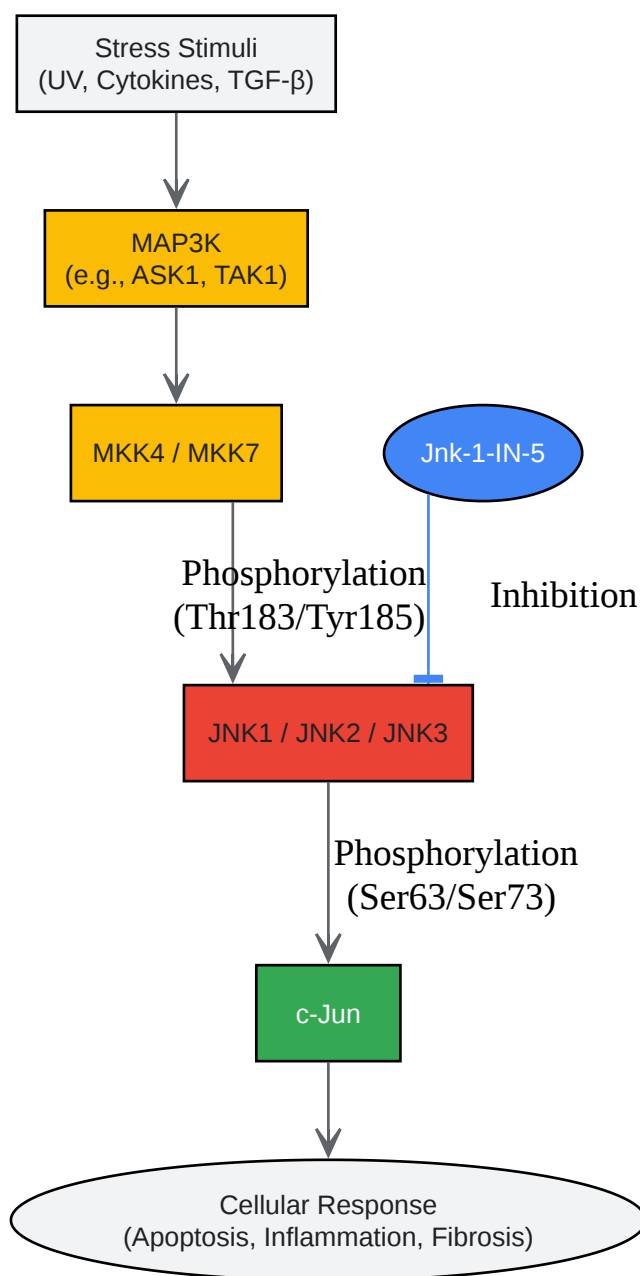 Stress Stimuli
(UV, Cytokines, TGF-β)
MAP3K
(e.g., ASK1, TAK1)
MKK4 / MKK7
Jnk-1-IN-5
Phosphorylation
(Thr183/Tyr185)
Inhibition
JNK1 / JNK2 / JNK3
Phosphorylation
(Ser63/Ser73)
c-Jun
Cellular Response
(Apoptosis, Inflammation, Fibrosis)